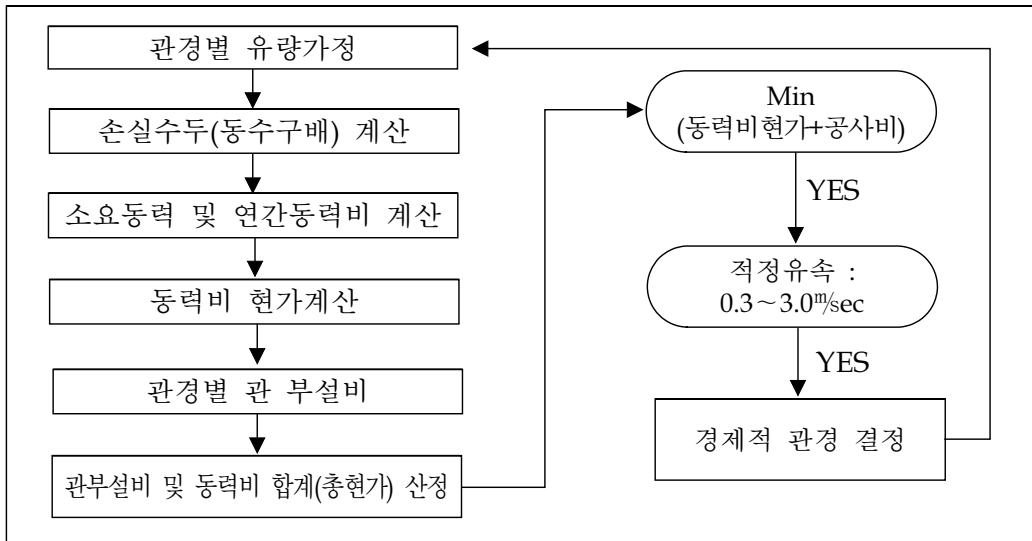 관경별 유량가정
손실수두(동수구배) 계산
소요동력 및 연간동력비 계산
동력비 현가계산
관경별 관 부설비
관부설비 및 동력비 합계(총현가) 산정
Min
(동력비현가+공사비)
YES
적정유속 :
0.3~3.0㎧ec
YES
경제적 관경 결정